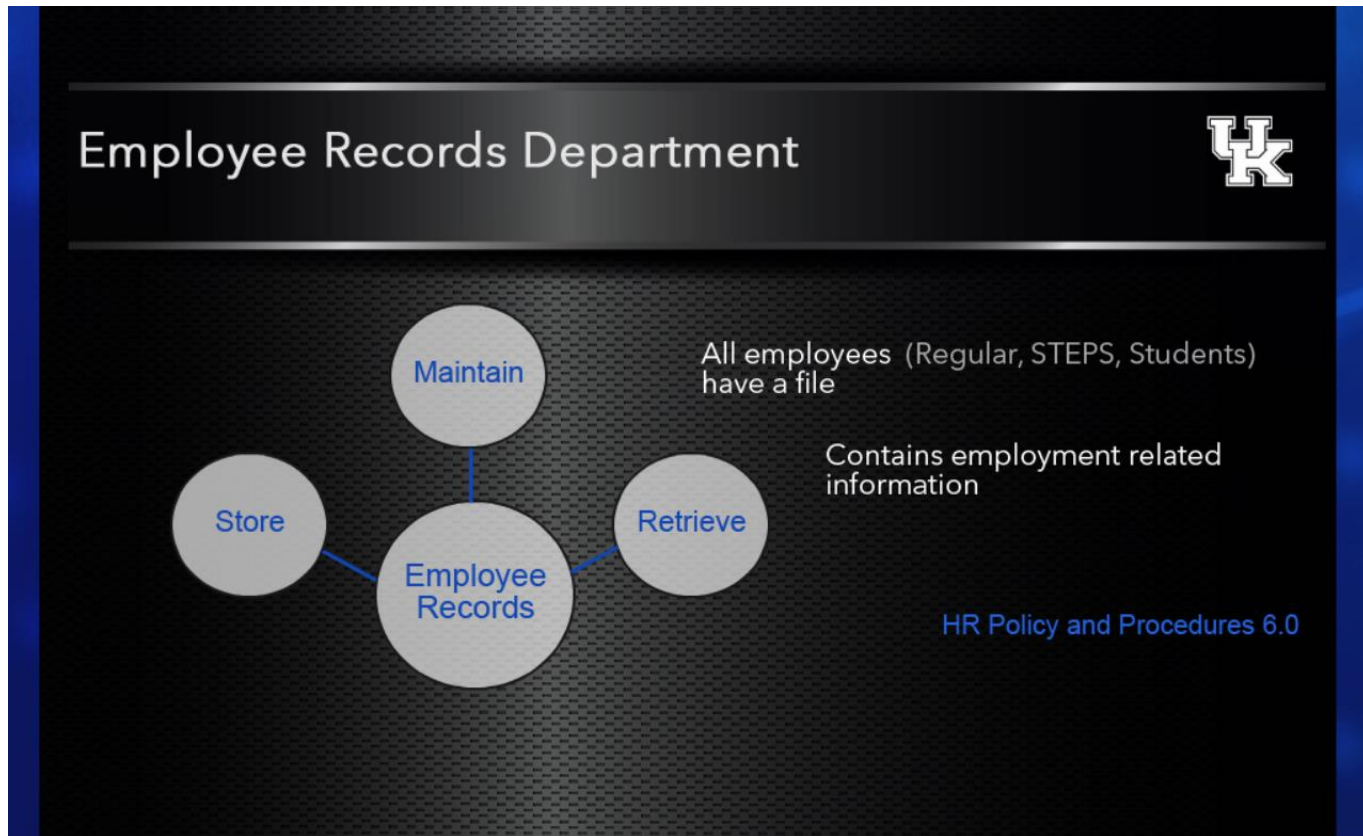 Employee Records Department
UK
Maintain
All employees (Regular, STEPS, Students)
have a file
Contains employment related
information
Store
Retrieve
Employee
Records
HR Policy and Procedures 6.0